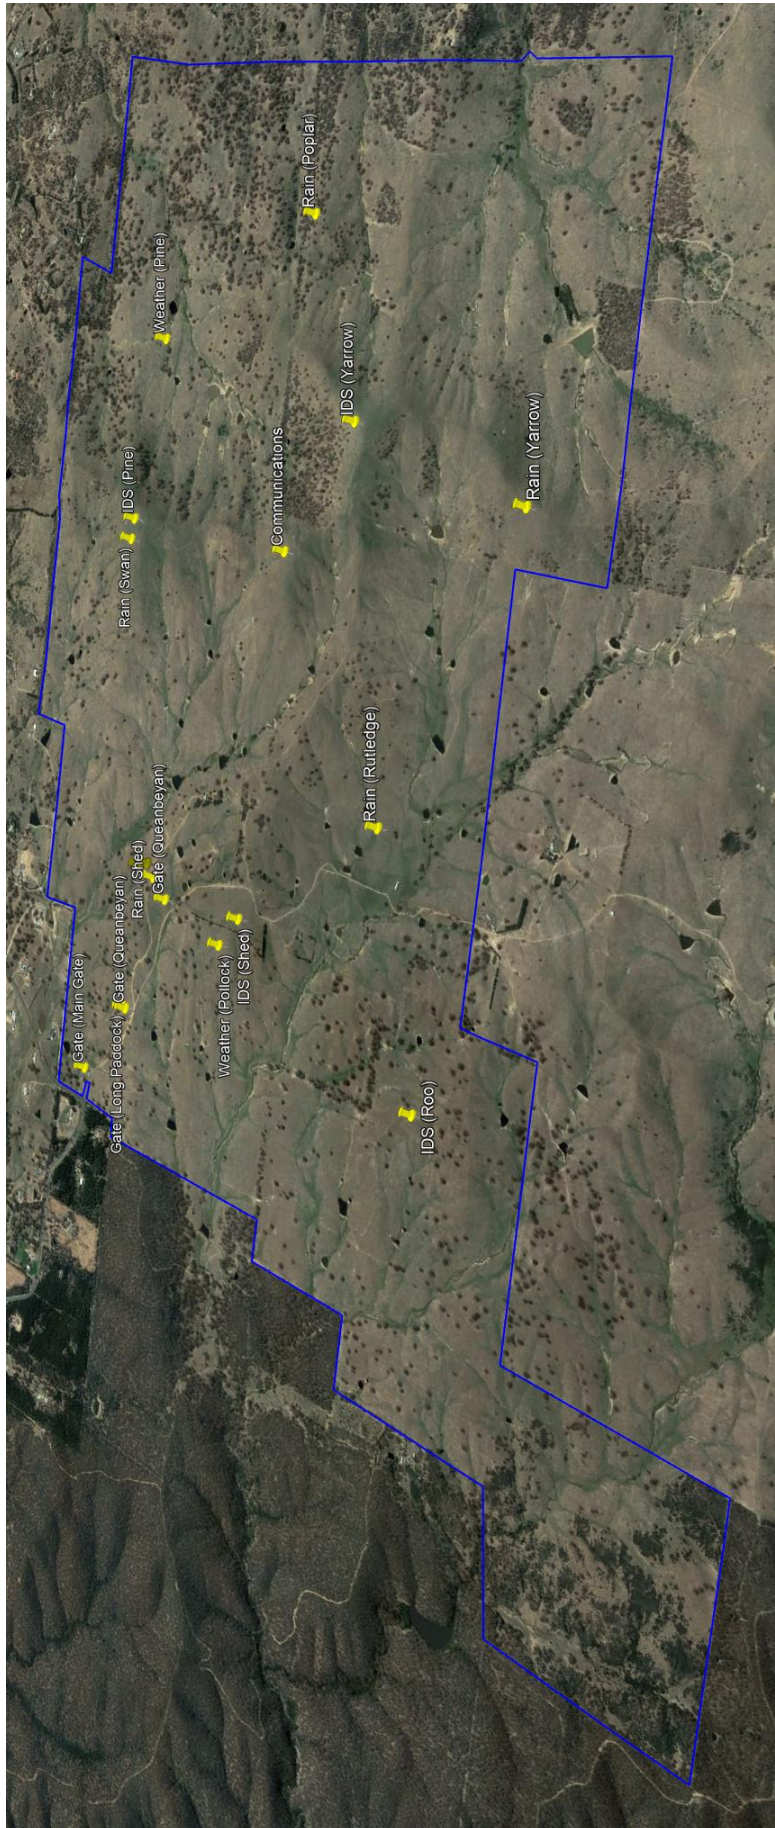 Rain (Poplar)
Weather (Pine)
IDS (Yarrow)
Rain (Yarrow)
Communications
IDS (Pine)
Rain (Swan)
Rain (Rutledge)
Gate (Queanbeyan)
Rain (Shed)
Gate (Queanbeyan)
IDS (Shed)
Weather (Pollock)
Gate (Main Gate)
Gate (Long Paddock)
IDS (Roo)